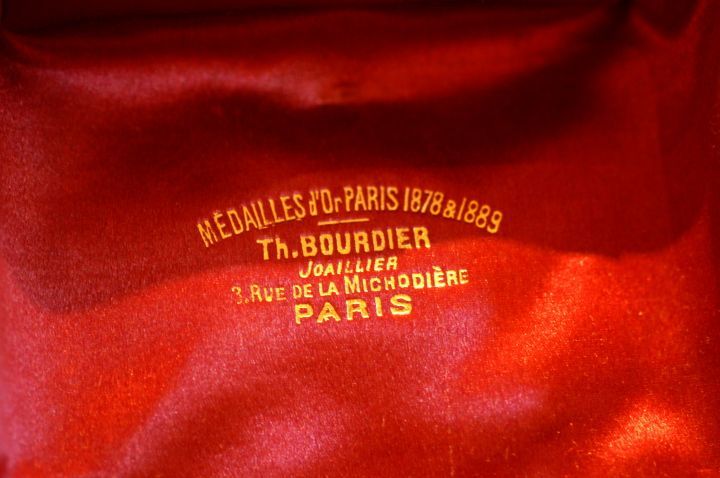 MÉDAILLES d'Or PARIS 1878 & 1889
TH. BOURDIER
JOAILLIER
3, RUE DE LA MICHODIÈRE
PARIS